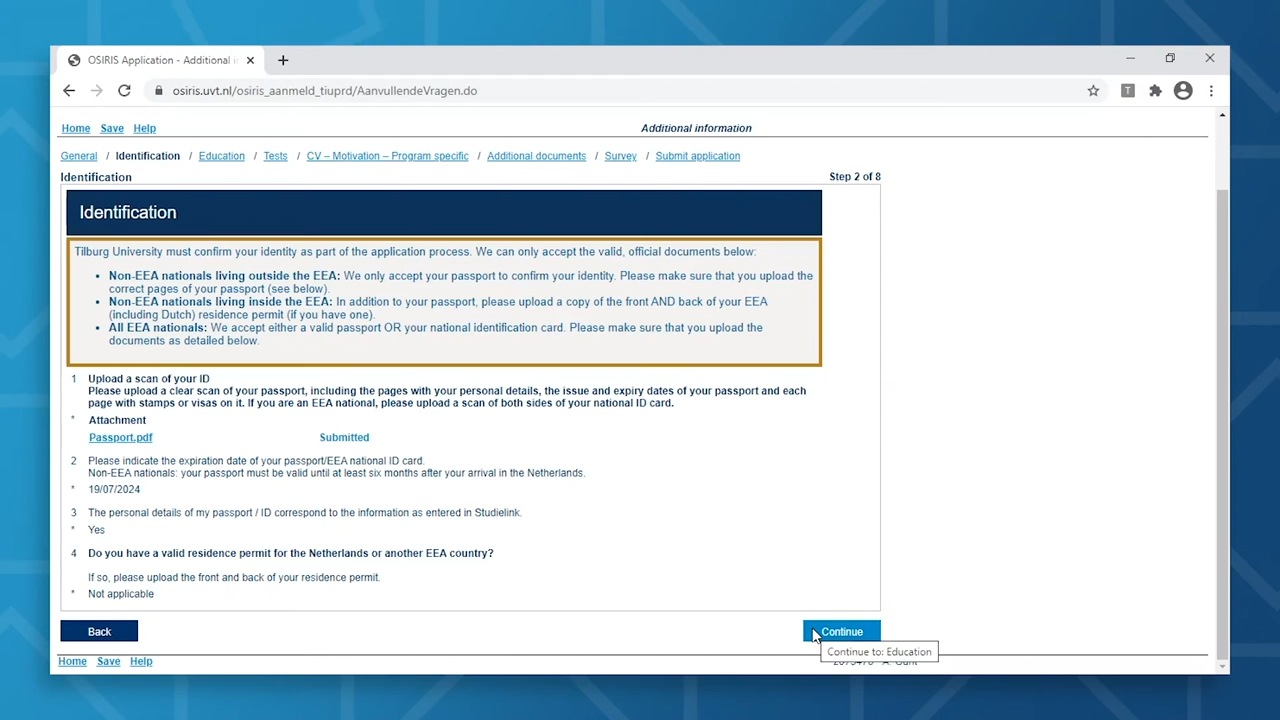 OSIRIS Application - Additional i
osiris.uvt.nl/osiris_aanmeld_tiuprd/AanvullendeVragen.do
T
Home Save Help Additional information
General / Identification / Education / Tests / CV – Motivation – Program specific / Additional documents / Survey / Submit application
Identification Step 2 of 8
Identification
Tilburg University must confirm your identity as part of the application process. We can only accept the valid, official documents below:
• Non-EEA nationals living outside the EEA: We only accept your passport to confirm your identity. Please make sure that you upload the
correct pages of your passport (see below).
• Non-EEA nationals living inside the EEA: In addition to your passport, please upload a copy of the front AND back of your EEA
(including Dutch) residence permit (if you have one).
• All EEA nationals: We accept either a valid passport OR your national identification card. Please make sure that you upload the
documents as detailed below.
1 Upload a scan of your ID
Please upload a clear scan of your passport, including the pages with your personal details, the issue and expiry dates of your passport and each
page with stamps or visas on it. If you are an EEA national, please upload a scan of both sides of your national ID card.
* Attachment
Passport.pdf Submitted
2 Please indicate the expiration date of your passport/EEA national ID card.
Non-EEA nationals: your passport must be valid until at least six months after your arrival in the Netherlands.
* 19/07/2024
3 The personal details of my passport / ID correspond to the information as entered in Studielink.
* Yes
4 Do you have a valid residence permit for the Netherlands or another EEA country?
If so, please upload the front and back of your residence permit.
* Not applicable
Back Continue
Continue to: Education
Home Save Help